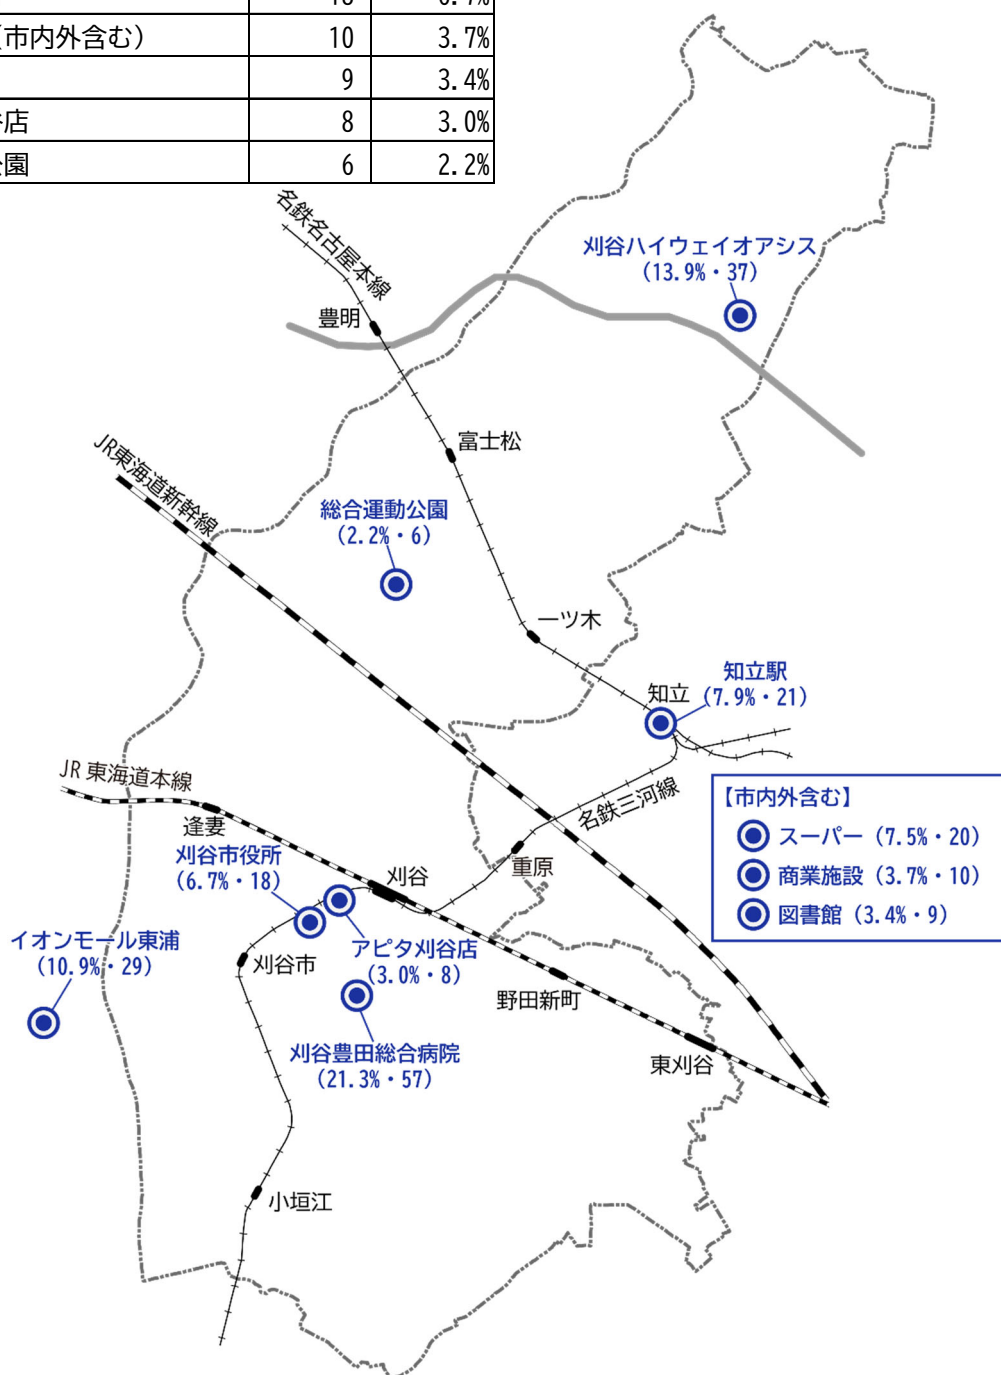 （市内外含む） 10 3.7%
9 3.4%
店 8 3.0%
公園 6 2.2%
名鉄名古屋本線
刈谷ハイウェイオアシス
（13.9%・37）
豊明
富士松
JR東海道新幹線
総合運動公園
（2.2%・6）
一ツ木
知立駅
（7.9%・21）
知立
JR東海道本線
名鉄三河線
【市内外含む】
スーパー（7.5%・20）
商業施設（3.7%・10）
図書館（3.4%・9）
逢妻
刈谷市役所
（6.7%・18）
刈谷
重原
イオンモール東浦
（10.9%・29）
刈谷市
アピタ刈谷店
（3.0%・8）
野田新町
刈谷豊田総合病院
（21.3%・57）
東刈谷
小垣江